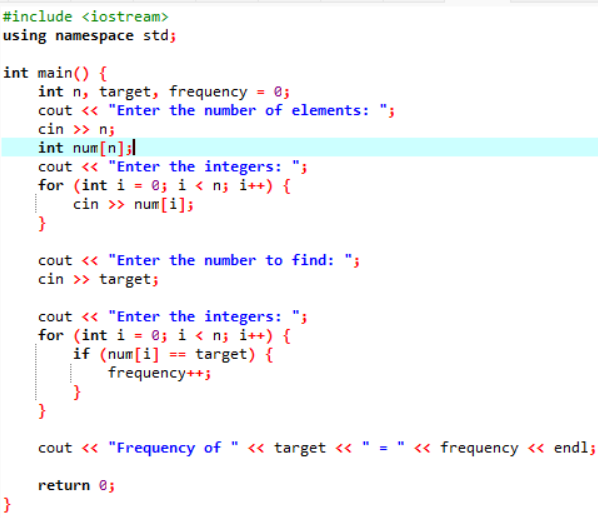 #include <iostream>
using namespace std;
int main() {
int n, target, frequency = 0;
cout << "Enter the number of elements: ";
cin >> n;
int num[n];
cout << "Enter the integers: ";
for (int i = 0; i < n; i++) {
cin >> num[i];
}
cout << "Enter the number to find: ";
cin >> target;
cout << "Enter the integers: ";
for (int i = 0; i < n; i++) {
if (num[i] == target) {
frequency++;
}
}
cout << "Frequency of " << target << " = " << frequency << endl;
return 0;
}